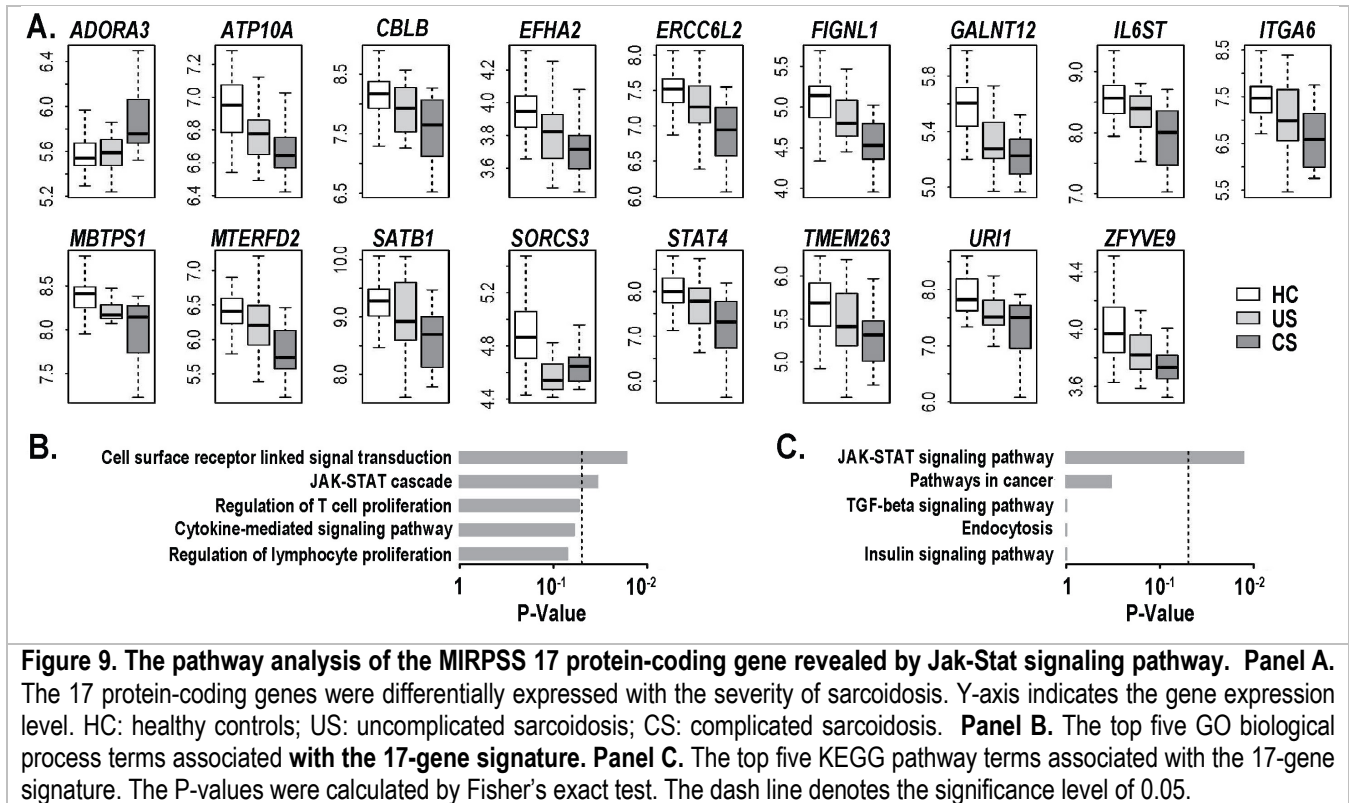 A.
ADORA3 ATP10A CBLB EFHA2 ERCC6L2 FIGNL1 GALNT12 IL6ST ITGA6
6.4 6.0 5.6 5.2
7.2 7.0 6.8 6.6 6.4
8.5 7.5 6.5
4.2 4.0 3.8 3.6
8.0 7.5 7.0 6.5 6.0
5.5 5.0 4.5 4.0
5.8 5.4 5.0
9.0 8.0 7.0
8.5 7.5 6.5 5.5
MBTPS1 MTERFD2 SATB1 SORCS3 STAT4 TMEM263 URI1 ZFYVE9
8.5 8.0 7.5
7.0 6.5 6.0 5.5
10.0 9.0 8.0
5.2 4.8 4.4
8.0 7.0 6.0
6.0 5.5 5.0
8.0 7.0 6.0
4.4 4.0 3.6
HC
US
CS
B.
Cell surface receptor linked signal transduction
JAK-STAT cascade
Regulation of T cell proliferation
Cytokine-mediated signaling pathway
Regulation of lymphocyte proliferation
1 10-1 10-2
P-Value
C.
JAK-STAT signaling pathway
Pathways in cancer
TGF-beta signaling pathway
Endocytosis
Insulin signaling pathway
1 10-1 10-2
P-Value
Figure 9. The pathway analysis of the MIRPSS 17 protein-coding gene revealed by Jak-Stat signaling pathway. Panel A.
The 17 protein-coding genes were differentially expressed with the severity of sarcoidosis. Y-axis indicates the gene expression
level. HC: healthy controls; US: uncomplicated sarcoidosis; CS: complicated sarcoidosis. Panel B. The top five GO biological
process terms associated with the 17-gene signature. Panel C. The top five KEGG pathway terms associated with the 17-gene
signature. The P-values were calculated by Fisher's exact test. The dash line denotes the significance level of 0.05.